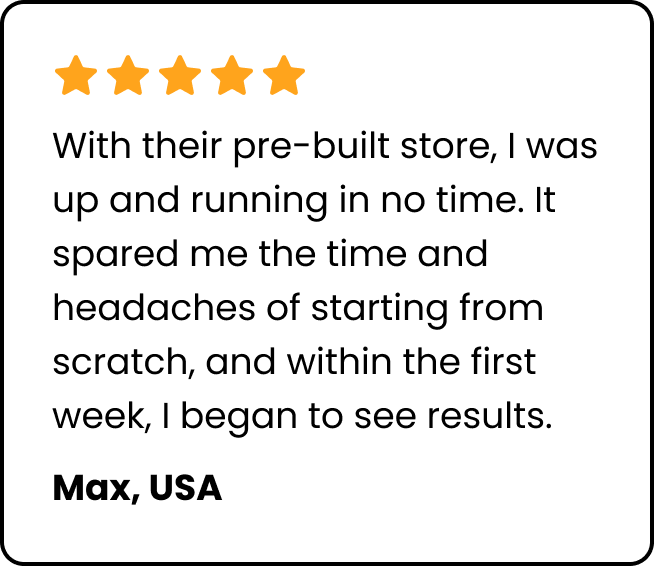 With their pre-built store, I was
up and running in no time. It
spared me the time and
headaches of starting from
scratch, and within the first
week, I began to see results.
Max, USA